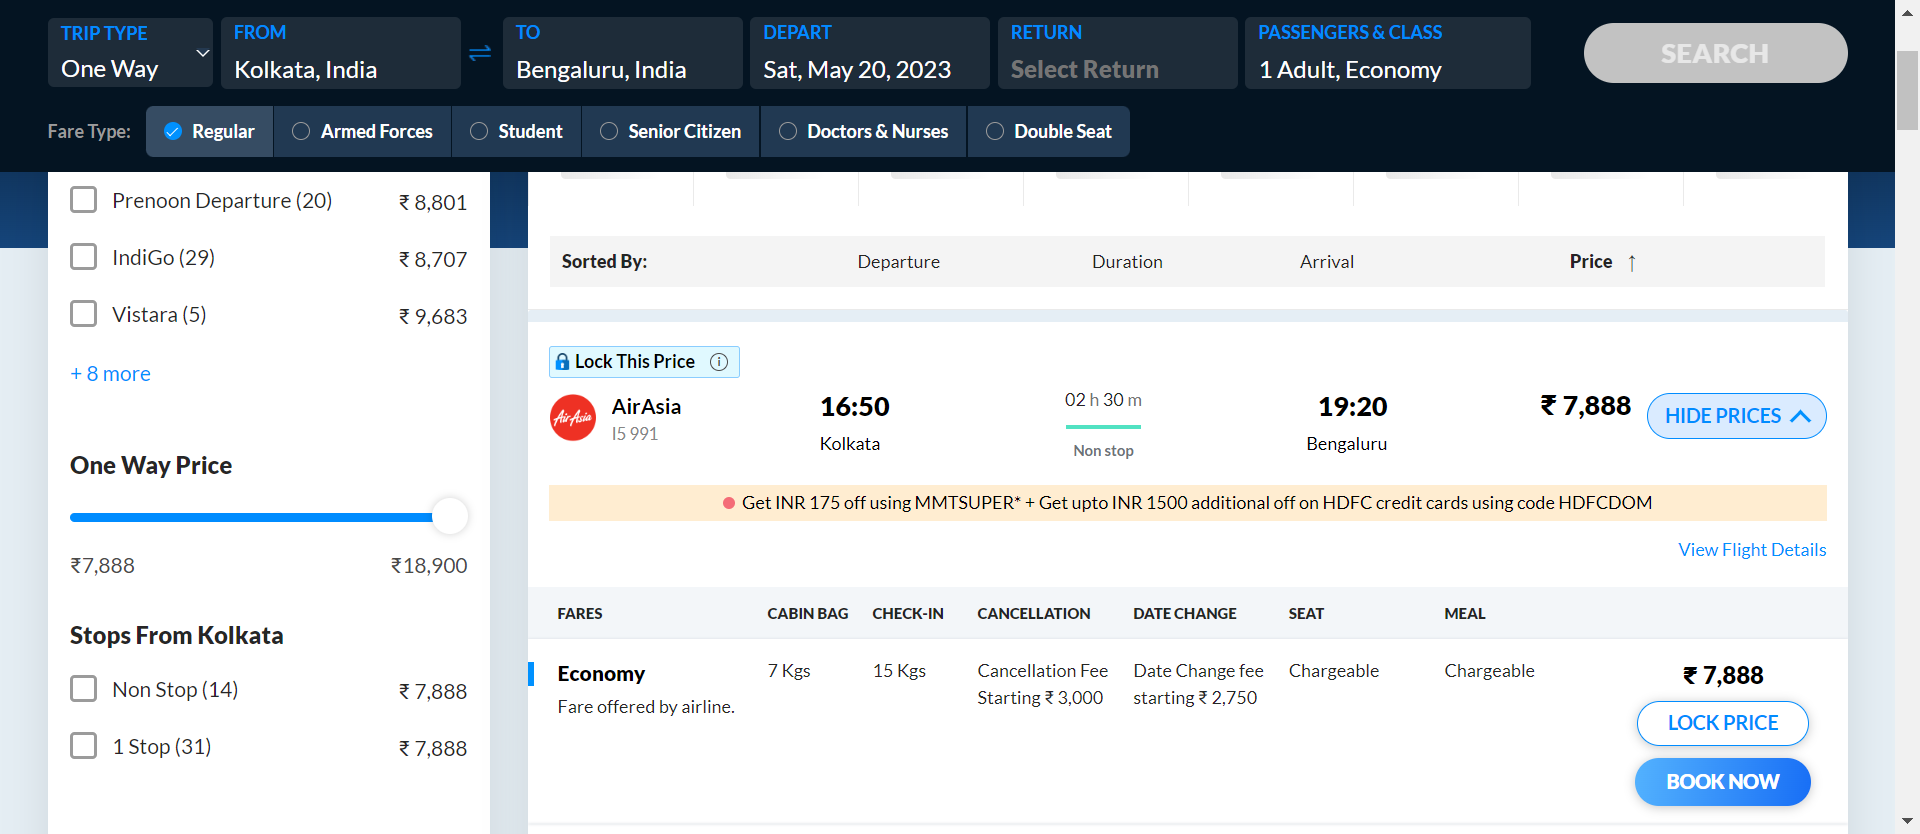 TRIP TYPE
One Way
FROM
Kolkata, India
TO
Bengaluru, India
DEPART
Sat, May 20, 2023
RETURN
Select Return
PASSENGERS & CLASS
1 Adult, Economy
SEARCH
Fare Type: Regular Armed Forces Student Senior Citizen Doctors & Nurses Double Seat
Prenoon Departure (20) ₹ 8,801
IndiGo (29) ₹ 8,707
Vistara (5) ₹ 9,683
+ 8 more
One Way Price
₹7,888 ₹18,900
Stops From Kolkata
Non Stop (14) ₹ 7,888
1 Stop (31) ₹ 7,888
Sorted By: Departure Duration Arrival Price ↑
Lock This Price i
AirAsia
AirAsia
I5 991
16:50
Kolkata
02 h 30 m
Non stop
19:20
Bengaluru
₹ 7,888
HIDE PRICES
Get INR 175 off using MMTSUPER* + Get upto INR 1500 additional off on HDFC credit cards using code HDFCDOM
View Flight Details
FARES CABIN BAG CHECK-IN CANCELLATION DATE CHANGE SEAT MEAL
Economy
Fare offered by airline.
7 Kgs
15 Kgs
Cancellation Fee
Starting ₹ 3,000
Date Change fee
starting ₹ 2,750
Chargeable
Chargeable
₹ 7,888
LOCK PRICE
BOOK NOW